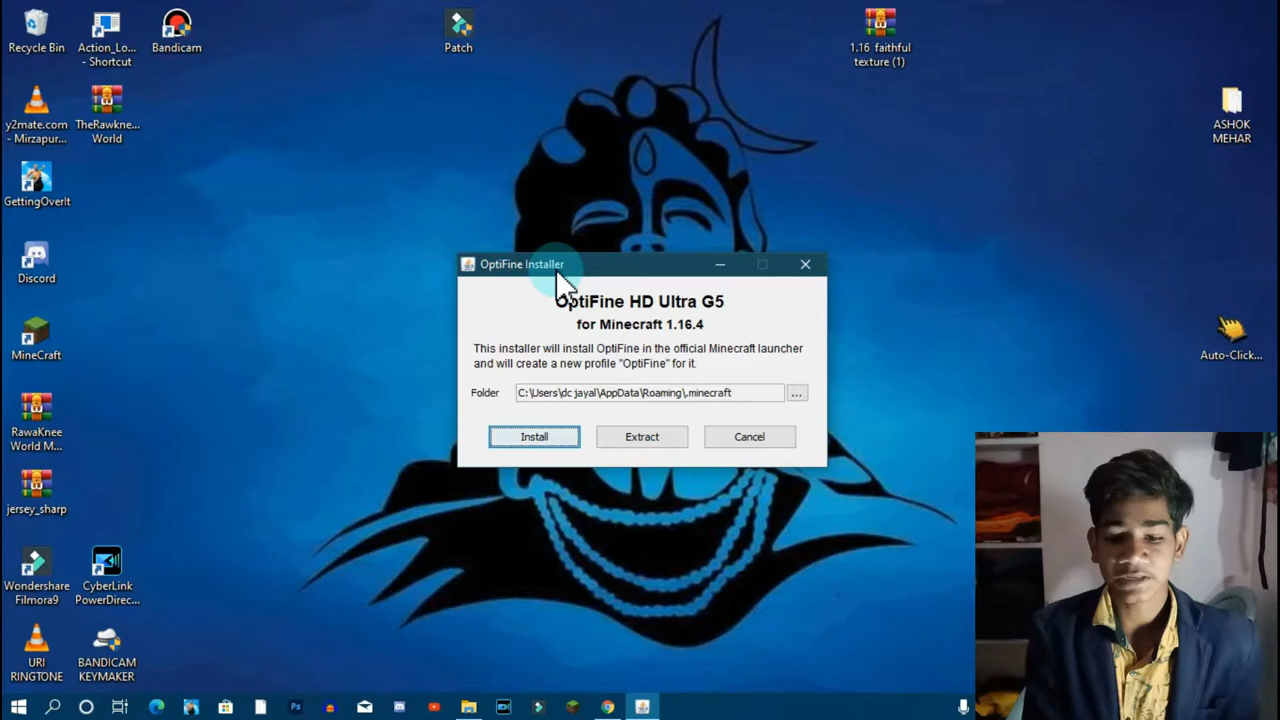 Recycle Bin
Action_Lo...
- Shortcut
Bandicam
Patch
1.16 faithful
texture (1)
y2mate.com
- Mirzapur...
TheRawknee...
World
ASHOK
MEHAR
GettingOverIt
Discord
MineCraft
Auto-Click...
RawaKnee
World M...
jersey_sharp
Wondershare
Filmora9
CyberLink
PowerDirec...
URI
RINGTONE
BANDICAM
KEYMAKER
OptiFine Installer
OptiFine HD Ultra G5
for Minecraft 1.16.4
This installer will install OptiFine in the official Minecraft launcher
and will create a new profile "OptiFine" for it.
Folder
C:\Users\dc jayal\AppData\Roaming\.minecraft
...
Install
Extract
Cancel
Ps